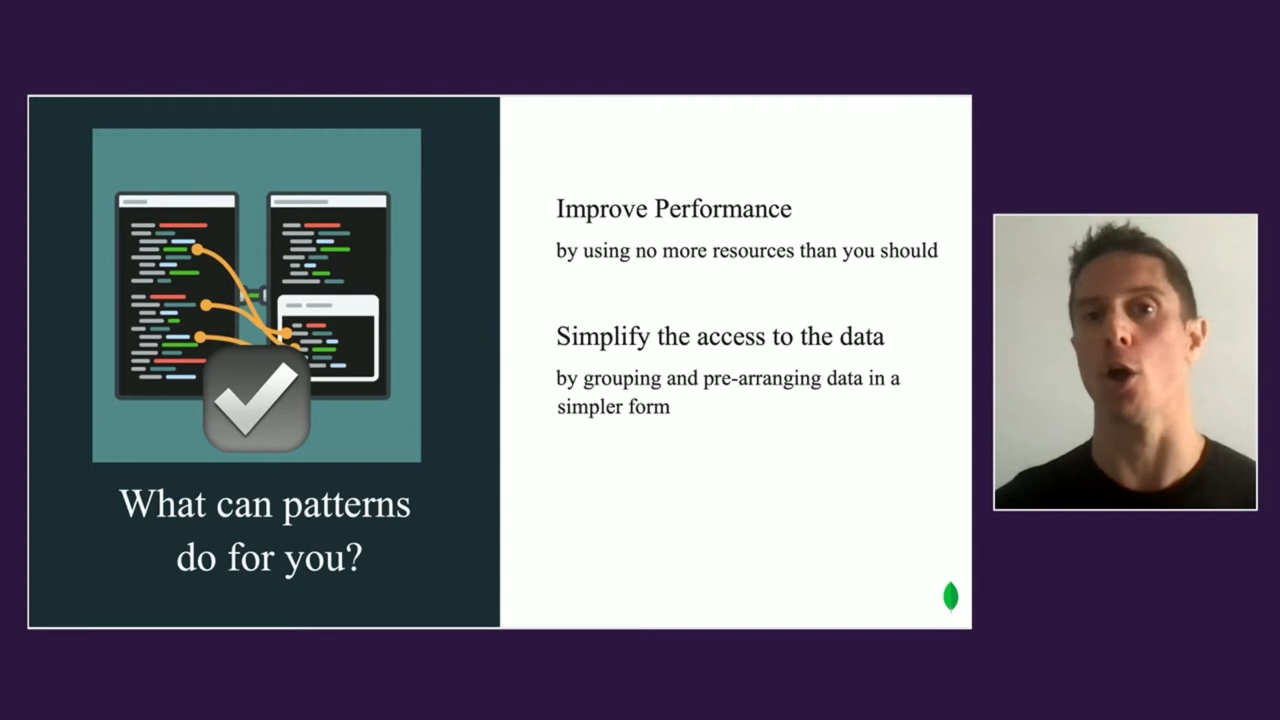 What can patterns
do for you?
Improve Performance
by using no more resources than you should
Simplify the access to the data
by grouping and pre-arranging data in a
simpler form